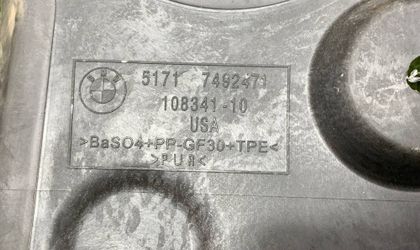 BMW
5171 7492471
108341-10
USA
>BaSO4+PP-GF30+TPE<
>PUR<